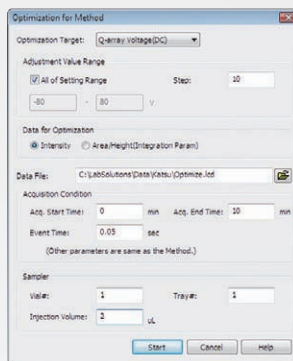 Optimization for Method
Optimization Target: Q-array Voltage(DC)
Adjustment Value Range
All of Setting Range Step: 10
-80 - 80 V
Data for Optimization
Intensity Area/Height(Integration Param)
Data File: C:\LabSolutions\Data\Katsu\Optimize.lcd
Acquisition Condition
Acq. Start Time: 0 min Acq. End Time: 10 min
Event Time: 0.05 sec
(Other parameters are same as the Method.)
Sampler
Vial#: 1 Tray#: 1
Injection Volume: 2 uL
Start Cancel Help